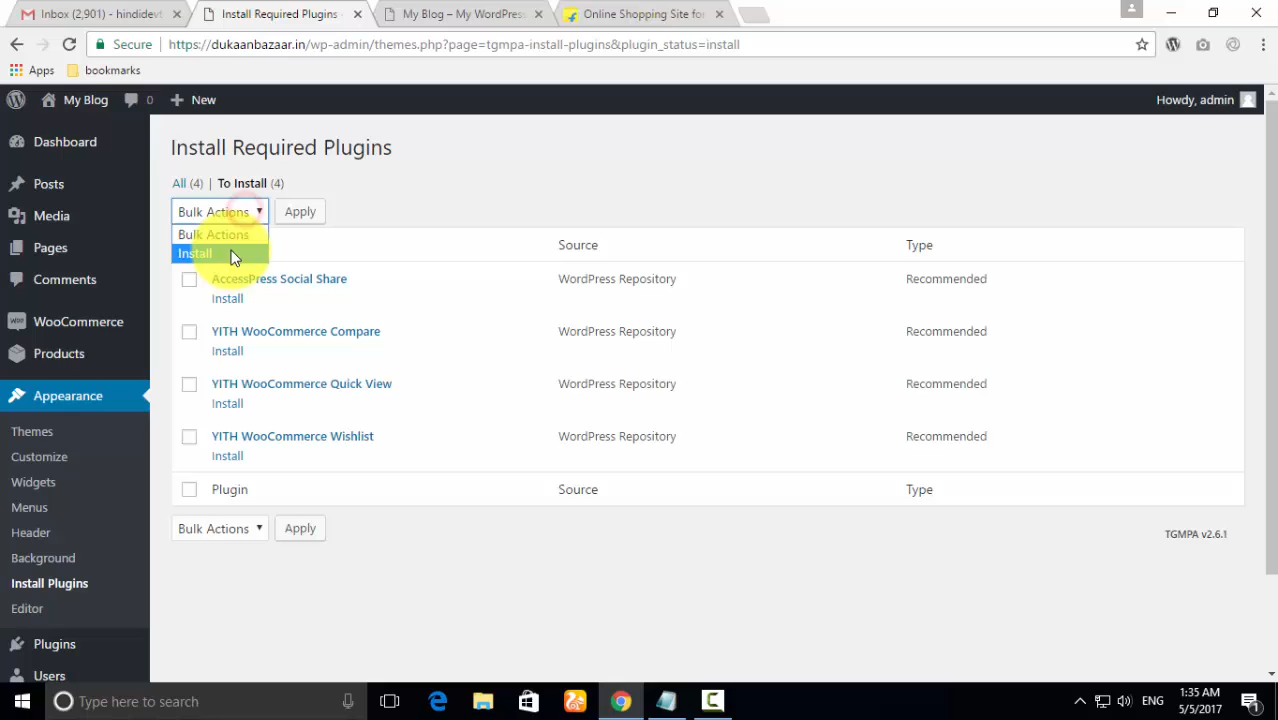 Inbox (2,901) - hindidevt
Install Required Plugins
My Blog – My WordPress
Online Shopping Site for
Secure
https://dukaanbazaar.in/wp-admin/themes.php?page=tgmpa-install-plugins&plugin_status=install
Apps
bookmarks
My Blog
0
New
Howdy, admin
Dashboard
Posts
Media
Pages
Comments
WooCommerce
Products
Appearance
Themes
Customize
Widgets
Menus
Header
Background
Install Plugins
Editor
Plugins
Users
Install Required Plugins
All (4) | To Install (4)
Bulk Actions
Apply
Bulk Actions
Install
Source
Type
AccessPress Social Share
WordPress Repository
Recommended
Install
YITH WooCommerce Compare
WordPress Repository
Recommended
Install
YITH WooCommerce Quick View
WordPress Repository
Recommended
Install
YITH WooCommerce Wishlist
WordPress Repository
Recommended
Install
Plugin
Source
Type
Bulk Actions
Apply
TGMPA v2.6.1
Type here to search
ENG
1:35 AM
5/5/2017
1